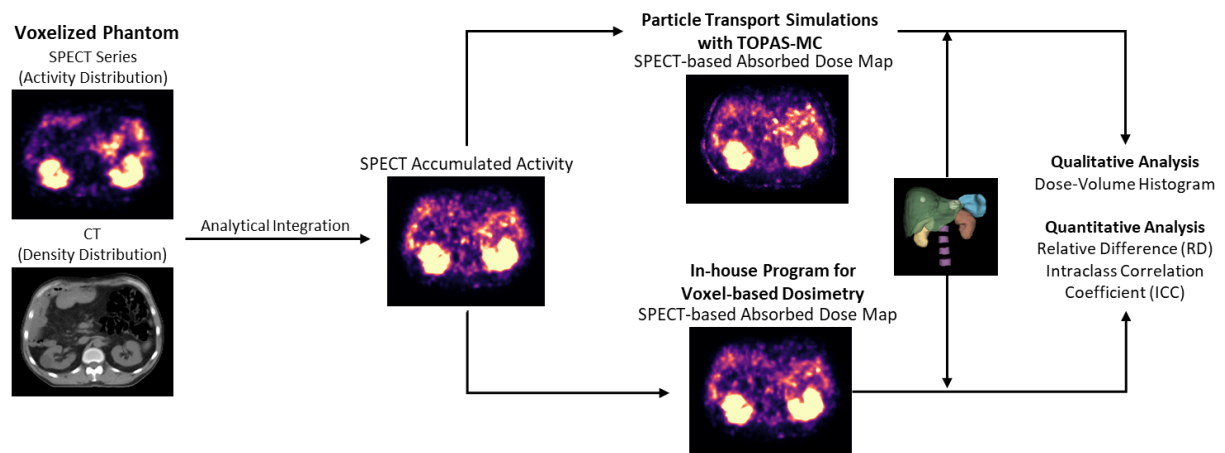 Voxelized Phantom
SPECT Series
(Activity Distribution)
CT
(Density Distribution)
Analytical Integration
SPECT Accumulated Activity
Particle Transport Simulations
with TOPAS-MC
SPECT-based Absorbed Dose Map
In-house Program for
Voxel-based Dosimetry
SPECT-based Absorbed Dose Map
Qualitative Analysis
Dose-Volume Histogram
Quantitative Analysis
Relative Difference (RD)
Intraclass Correlation
Coefficient (ICC)